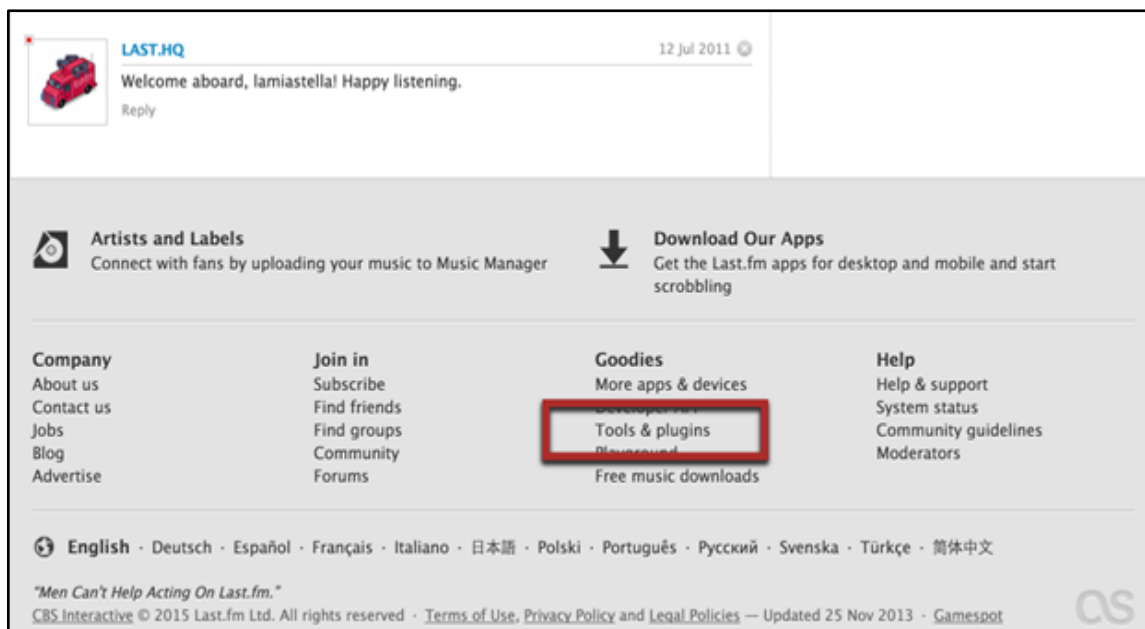 LAST.HQ 12 Jul 2011
Welcome aboard, lamiastella! Happy listening.
Reply
Artists and Labels
Connect with fans by uploading your music to Music Manager
Download Our Apps
Get the Last.fm apps for desktop and mobile and start
scrobbling
Company
About us
Contact us
Jobs
Blog
Advertise
Join in
Subscribe
Find friends
Find groups
Community
Forums
Goodies
More apps & devices
Developer API
Tools & plugins
Playground
Free music downloads
Help
Help & support
System status
Community guidelines
Moderators
English · Deutsch · Español · Français · Italiano · 日本語 · Polski · Português · Русский · Svenska · Türkçe · 简体中文
"Men Can't Help Acting On Last.fm."
CBS Interactive © 2015 Last.fm Ltd. All rights reserved · Terms of Use, Privacy Policy and Legal Policies — Updated 25 Nov 2013 · Gamespot
as